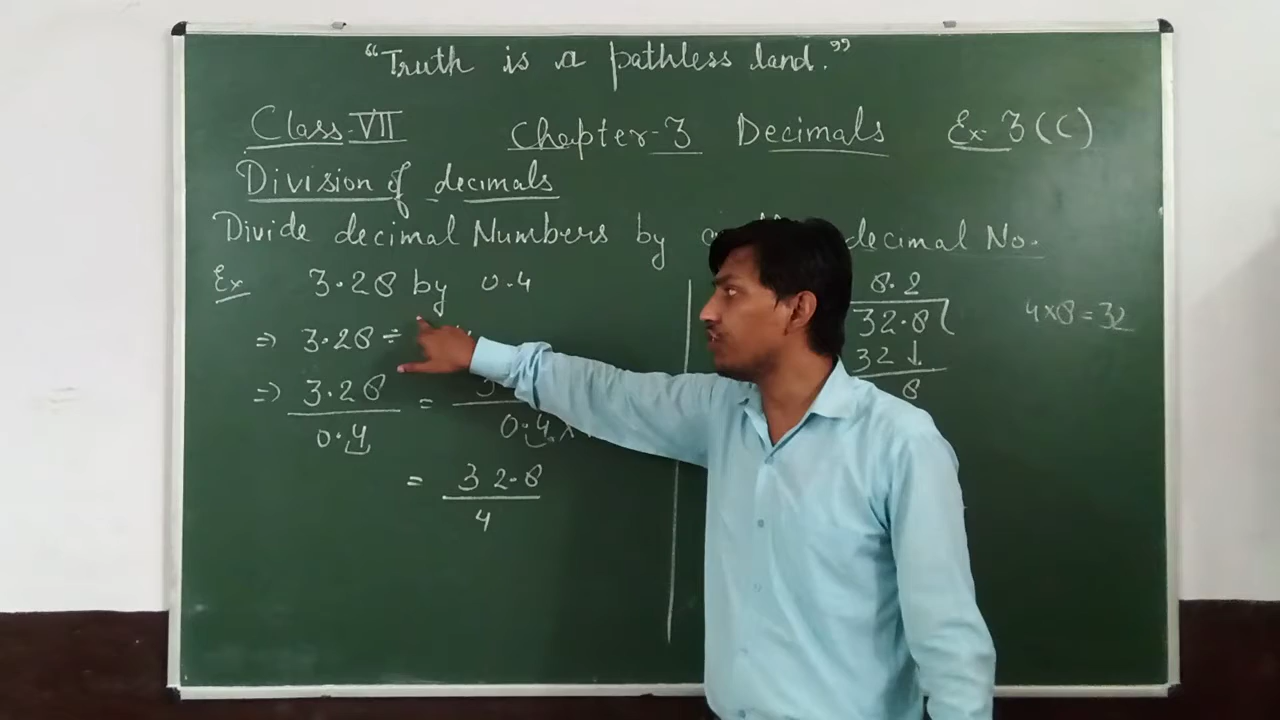 “Truth is a pathless land.”
Class-VII Chapter-3 Decimals Ex-3(C)
Division of decimals
Divide decimal Numbers by decimal No.
Ex 3.28 by 0.4
⇒ 3.28 ÷
⇒ 3.28 / 0.4 = 3 / 0.4 ×
= 32.8 / 4
8.2
32.8
32 ↓
8
4×8=32